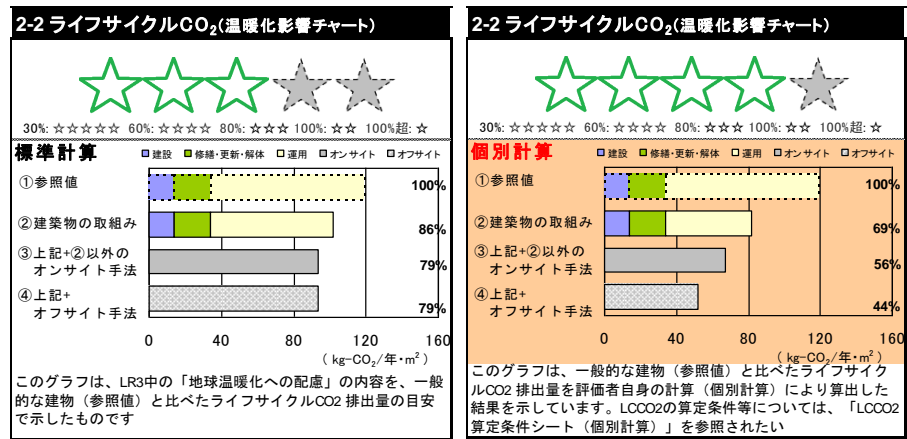 2-2 ライフサイクルCO2(温暖化影響チャート)
30%: ☆☆☆☆☆ 60%: ☆☆☆☆ 80%: ☆☆☆ 100%: ☆☆ 100%超: ☆
標準計算
建設 修繕・更新・解体 運用 オンサイト オフサイト
①参照値
100%
②建築物の取組み
86%
③上記+②以外の
オンサイト手法
79%
④上記+
オフサイト手法
79%
0 40 80 120 160
( kg-CO2/年・m2 )
このグラフは、LR3中の「地球温暖化への配慮」の内容を、一般
的な建物（参照値）と比べたライフサイクルCO2 排出量の目安
で示したものです
2-2 ライフサイクルCO2(温暖化影響チャート)
30%: ☆☆☆☆☆ 60%: ☆☆☆☆ 80%: ☆☆☆ 100%: ☆☆ 100%超: ☆
個別計算
建設 修繕・更新・解体 運用 オンサイト オフサイト
①参照値
100%
②建築物の取組み
69%
③上記+②以外の
オンサイト手法
56%
④上記+
オフサイト手法
44%
0 40 80 120 160
( kg-CO2/年・m2 )
このグラフは、一般的な建物（参照値）と比べたライフサイク
ルCO2 排出量を評価者自身の計算（個別計算）により算出した
結果を示しています。LCCO2の算定条件等については、「LCCO2
算定条件シート（個別計算）」を参照されたい